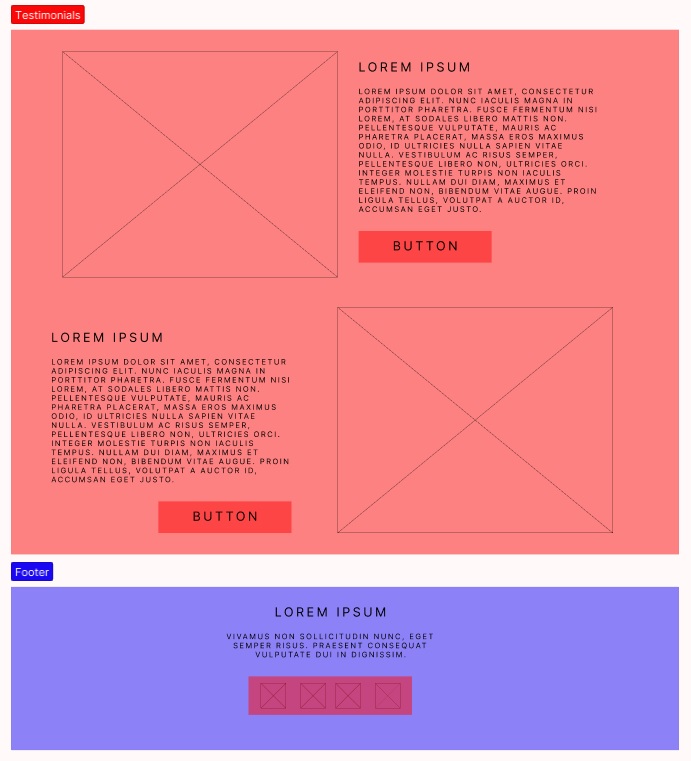 Testimonials
LOREM IPSUM
LOREM IPSUM DOLOR SIT AMET, CONSECTETUR
ADIPISCING ELIT. NUNC IACULIS MAGNA IN
PORTTITOR PHARETRA. FUSCE FERMENTUM NISI
LOREM, AT SODALES LIBERO MATTIS NON.
PELLENTESQUE VULPUTATE, MAURIS AC
PHARETRA PLACERAT, MASSA EROS MAXIMUS
ODIO, ID ULTRICIES NULLA SAPIEN VITAE
NULLA. VESTIBULUM AC RISUS SEMPER,
PELLENTESQUE LIBERO NON, ULTRICIES ORCI.
INTEGER MOLESTIE TURPIS NON IACULIS
TEMPUS. NULLAM DUI DIAM, MAXIMUS ET
ELEIFEND NON, BIBENDUM VITAE AUGUE. PROIN
LIGULA TELLUS, VOLUTPAT A AUCTOR ID,
ACCUMSAN EGET JUSTO.
BUTTON
LOREM IPSUM
LOREM IPSUM DOLOR SIT AMET, CONSECTETUR
ADIPISCING ELIT. NUNC IACULIS MAGNA IN
PORTTITOR PHARETRA. FUSCE FERMENTUM NISI
LOREM, AT SODALES LIBERO MATTIS NON.
PELLENTESQUE VULPUTATE, MAURIS AC
PHARETRA PLACERAT, MASSA EROS MAXIMUS
ODIO, ID ULTRICIES NULLA SAPIEN VITAE
NULLA. VESTIBULUM AC RISUS SEMPER,
PELLENTESQUE LIBERO NON, ULTRICIES ORCI.
INTEGER MOLESTIE TURPIS NON IACULIS
TEMPUS. NULLAM DUI DIAM, MAXIMUS ET
ELEIFEND NON, BIBENDUM VITAE AUGUE. PROIN
LIGULA TELLUS, VOLUTPAT A AUCTOR ID,
ACCUMSAN EGET JUSTO.
BUTTON
Footer
LOREM IPSUM
VIVAMUS NON SOLLICITUDIN NUNC, EGET
SEMPER RISUS. PRAESENT CONSEQUAT
VULPUTATE DUI IN DIGNISSIM.